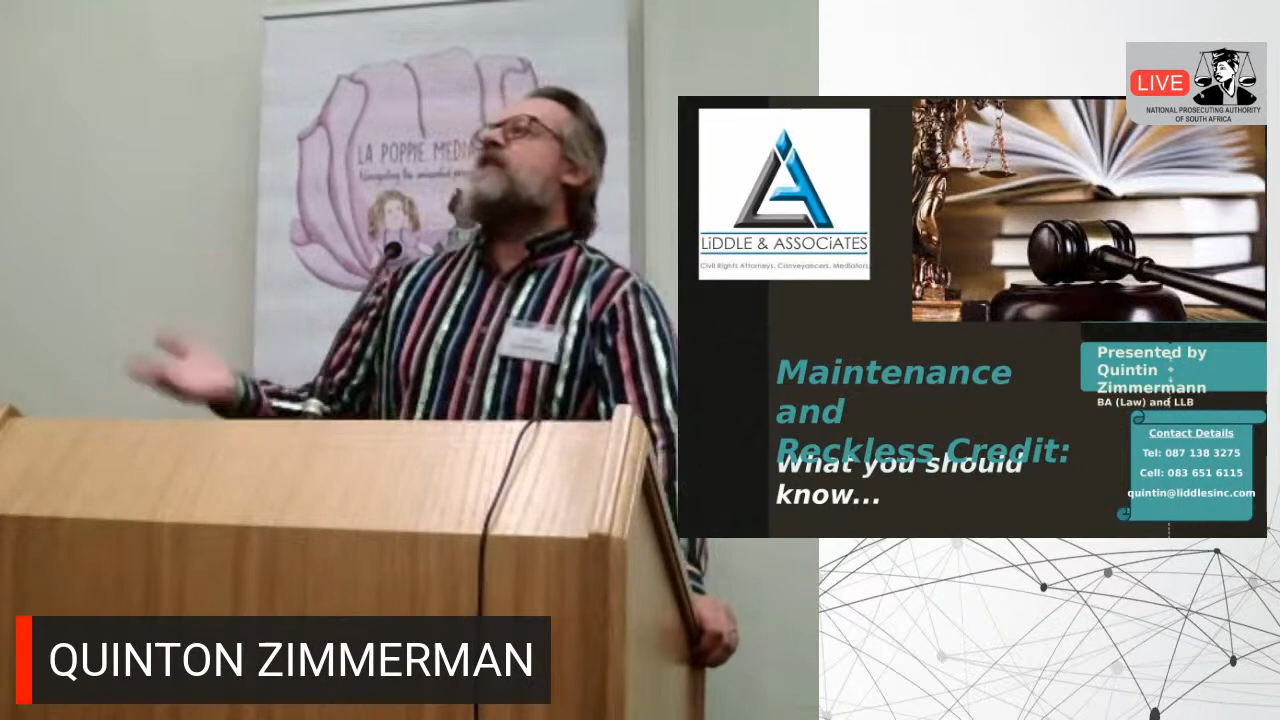 LA POPPIE MEDIA
LIVE
NATIONAL PROSECUTING AUTHORITY
OF SOUTH AFRICA
LiDDLE & ASSOCiATES
Civil Rights Attorneys. Conveyancers. Mediators.
Maintenance
and
Reckless Credit:
What you should
know...
Presented by
Quintin
Zimmermann
BA (Law) and LLB
Contact Details
Tel: 087 138 3275
Cell: 083 651 6115
quintin@liddlesinc.com
QUINTON ZIMMERMAN